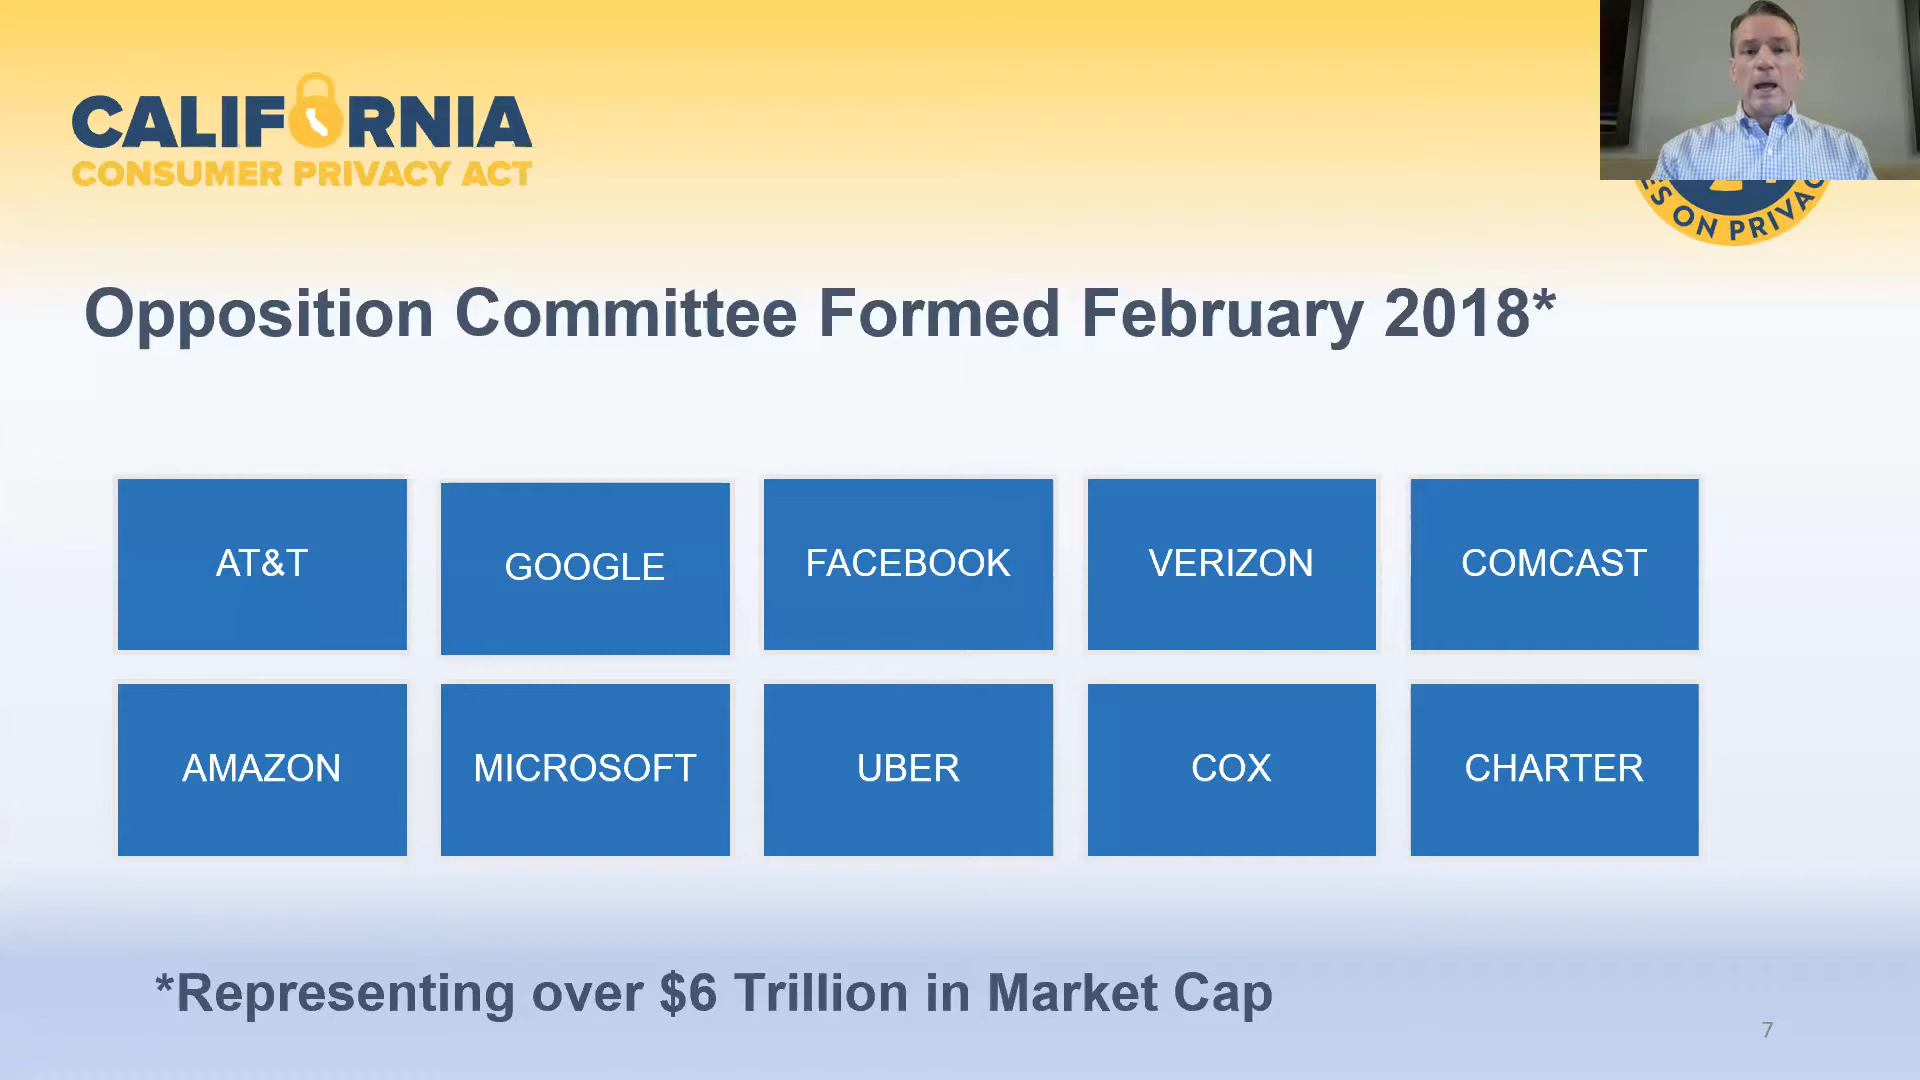 CALIFORNIA
CONSUMER PRIVACY ACT
ON
Opposition Committee Formed February 2018*
AT&T
GOOGLE
FACEBOOK
VERIZON
COMCAST
AMAZON
MICROSOFT
UBER
COX
CHARTER
*Representing over $6 Trillion in Market Cap
7